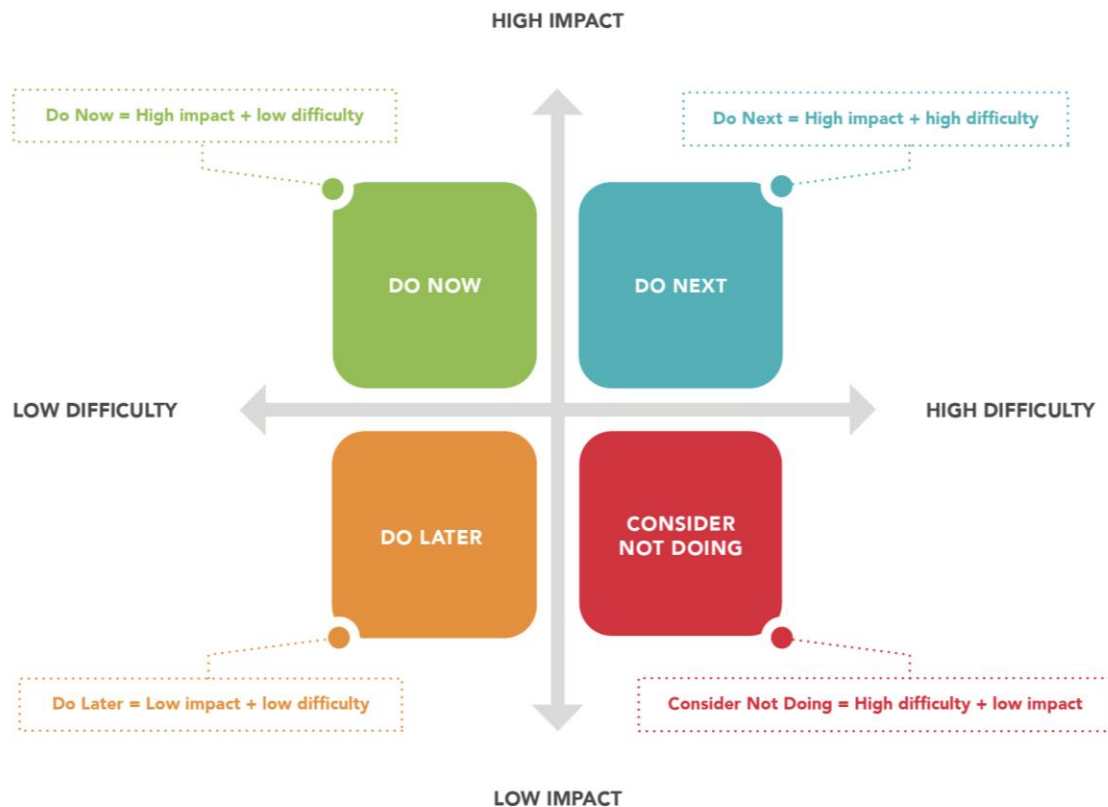 HIGH IMPACT
Do Now = High impact + low difficulty
Do Next = High impact + high difficulty
DO NOW
DO NEXT
LOW DIFFICULTY
HIGH DIFFICULTY
DO LATER
CONSIDER
NOT DOING
Do Later = Low impact + low difficulty
Consider Not Doing = High difficulty + low impact
LOW IMPACT